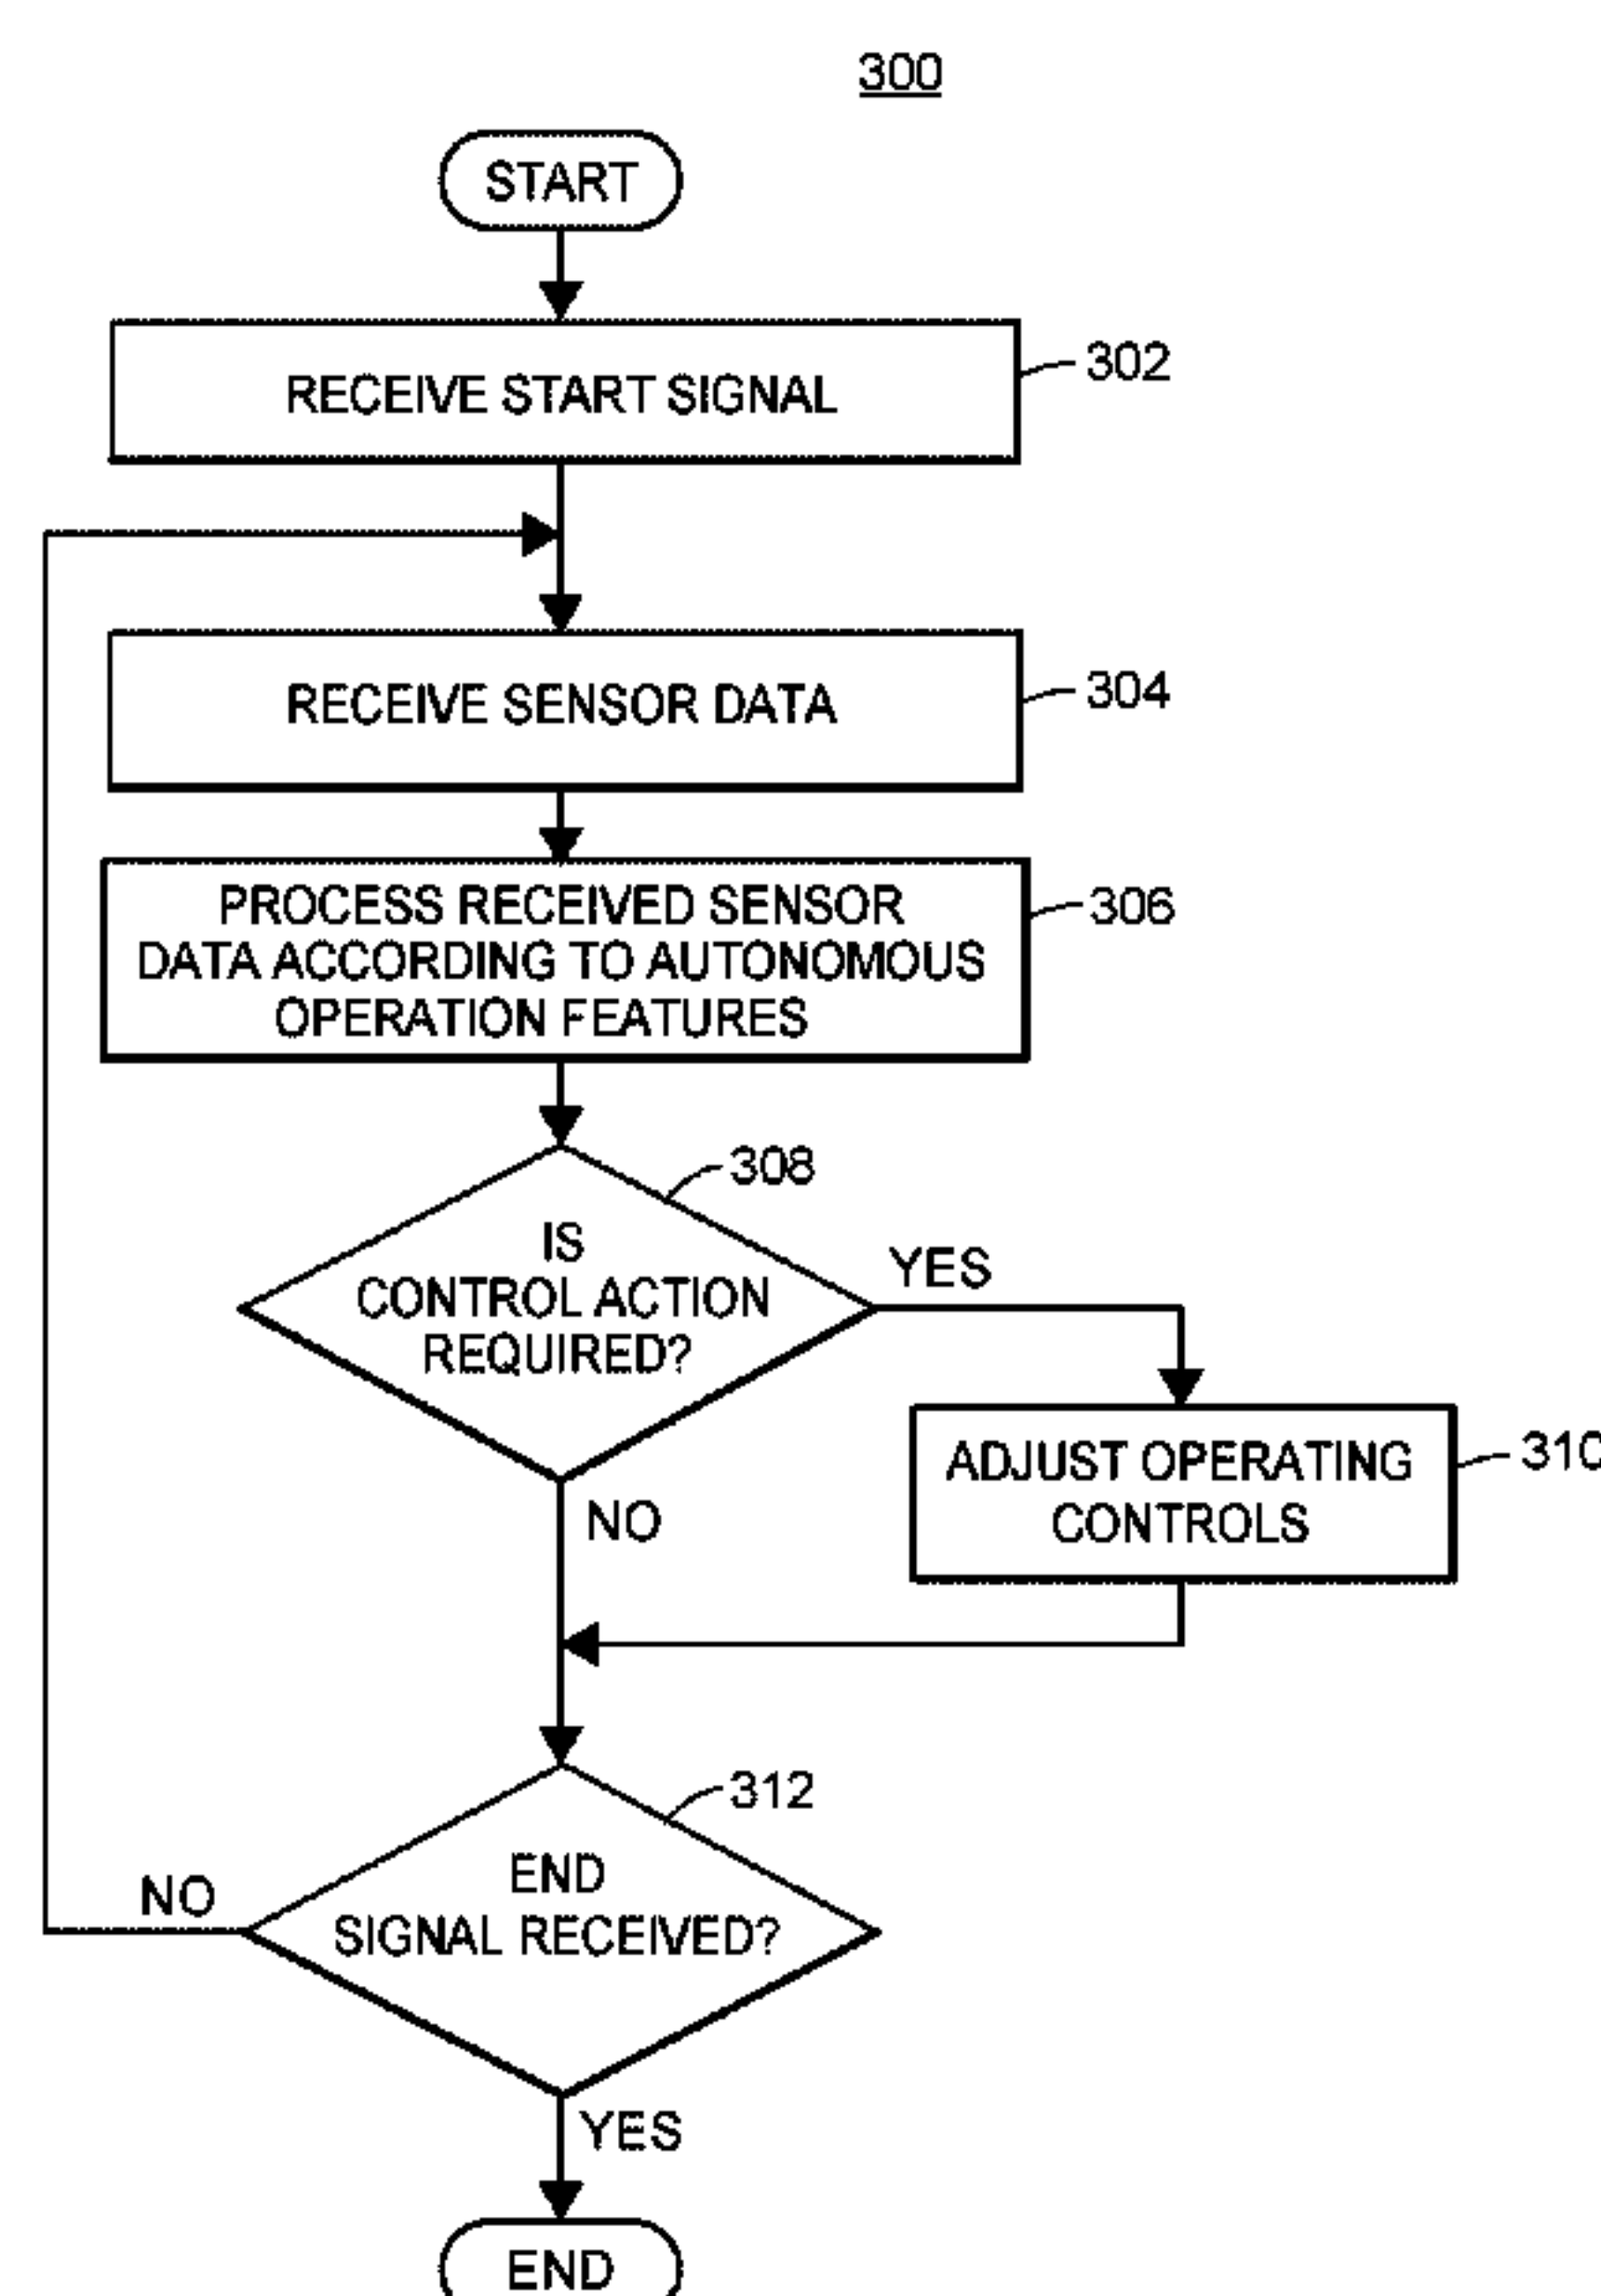 300
START
RECEIVE START SIGNAL
302
RECEIVE SENSOR DATA
304
PROCESS RECEIVED SENSOR
DATA ACCORDING TO AUTONOMOUS
OPERATION FEATURES
306
308
IS
CONTROL ACTION
REQUIRED?
YES
ADJUST OPERATING
CONTROLS
310
NO
312
END
SIGNAL RECEIVED?
NO
YES
END